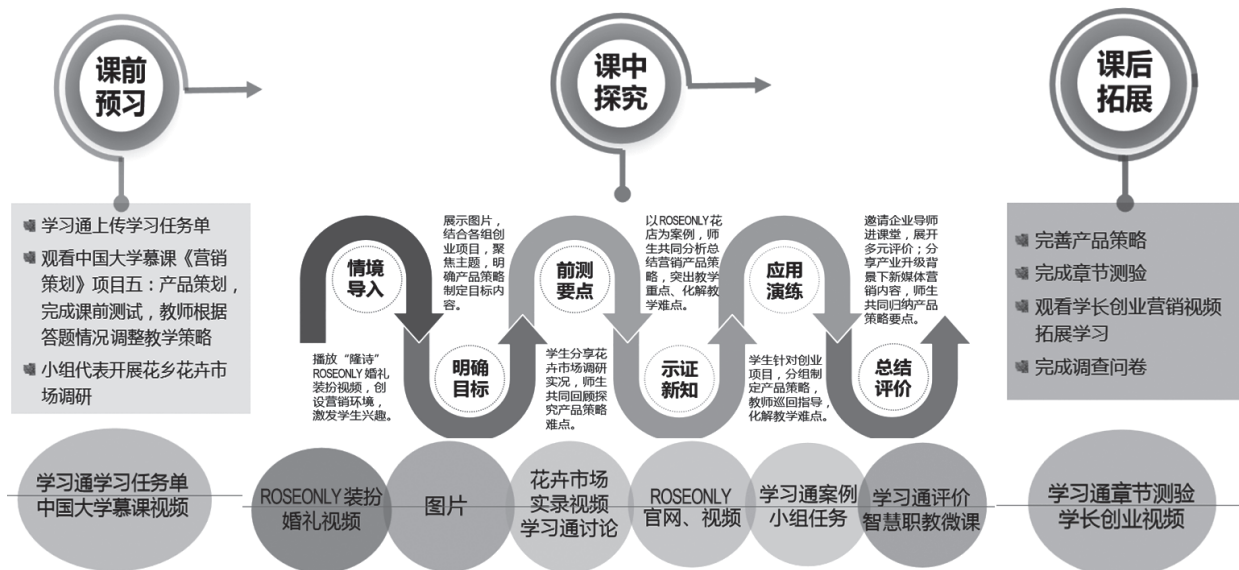 课前
预习
课中
探究
课后
拓展
学习通上传学习任务单
观看中国大学慕课《营销
策划》项目五：产品策划，
完成课前测试，教师根据
答题情况调整教学策略
小组代表开展花乡花卉市
场调研
情境
导入
播放“隆诗”
ROSEONLY婚礼
装扮视频，创
设营销环境，
激发学生兴趣。
展示图片，
结合各组创
业项目，聚
焦主题，明
确产品策略
制定目标内
容。
明确
目标
前测
要点
学生分享花
卉市场调研
实况，师生
共同回顾探
究产品策略
难点。
以ROSEONLY花
店为案例，师
生共同分析总
结营销产品策
略，突出教学
重点、化解教
学难点。
示证
新知
应用
演练
学生针对创业
项目，分组制
定产品策略，
教师巡回指导，
化解教学难点。
邀请企业导师
进课堂，展开
多元评价；分
享产业升级背
景下新媒体营
销内容，师生
共同归纳产品
策略要点。
总结
评价
完善产品策略
完成章节测验
观看学长创业营销视频
拓展学习
完成调查问卷
学习通学习任务单
中国大学慕课视频
ROSEONLY装扮
婚礼视频
图片
花卉市场
实录视频
学习通讨论
ROSEONLY
官网、视频
学习通案例
小组任务
学习通评价
智慧职教微课
学习通章节测验
学长创业视频